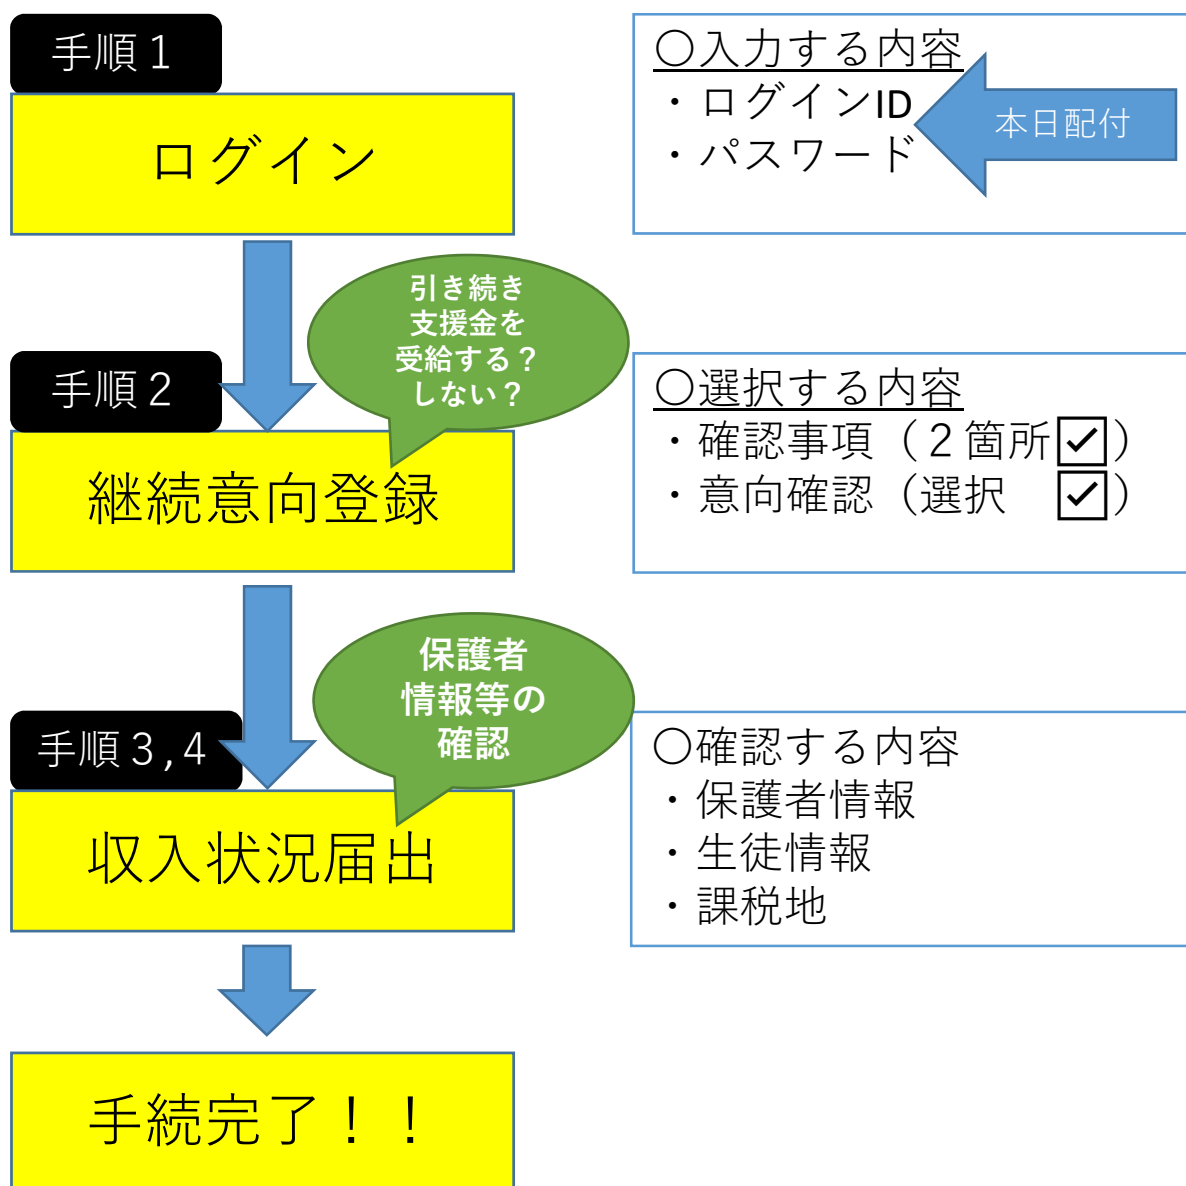 手順１
ログイン
〇入力する内容
・ログインID
・パスワード
本日配付
引き続き
支援金を
受給する？
しない？
手順２
継続意向登録
〇選択する内容
・確認事項（２箇所☑）
・意向確認（選択　☑）
保護者
情報等の
確認
手順３,４
収入状況届出
〇確認する内容
・保護者情報
・生徒情報
・課税地
手続完了！！